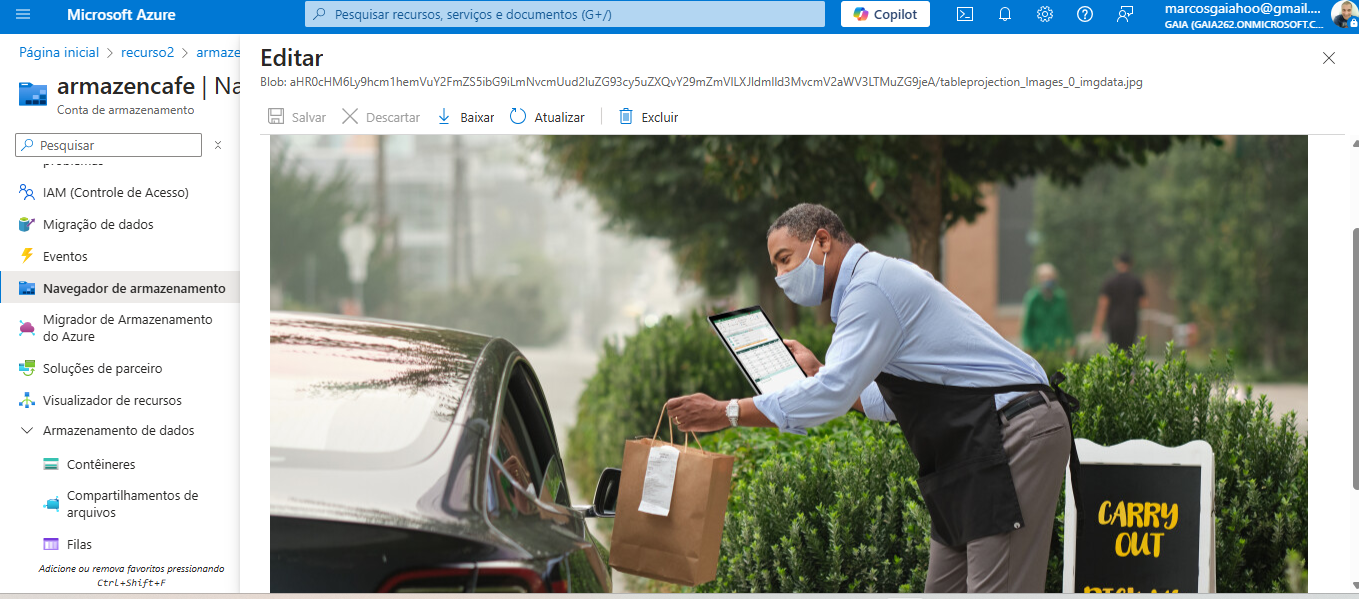 Microsoft Azure
Pesquisar recursos, serviços e documentos (G+/)
Copilot
marcosgaiahoo@gmail....
GAIA (GAIA262.ONMICROSOFT.C...
Página inicial > recurso2 > armaze
armazencafe | Na
Conta de armazenamento
Pesquisar
problemas
IAM (Controle de Acesso)
Migração de dados
Eventos
Navegador de armazenamento
Migrador de Armazenamento
do Azure
Soluções de parceiro
Visualizador de recursos
Armazenamento de dados
Contêineres
Compartilhamentos de
arquivos
Filas
Adicione ou remova favoritos pressionando
Ctrl+Shift+F
Editar
Blob: aHR0cHM6Ly9hcm1hemVuY2FmZS5ibG9iLmNvcmUud2luZG93cy5uZXQvY29mZmVlLXJldmlld3MvcmV2aWV3LTMuZG9jeA/tableprojection_Images_0_imgdata.jpg
Salvar
Descartar
Baixar
Atualizar
Excluir
CARRY
OUT